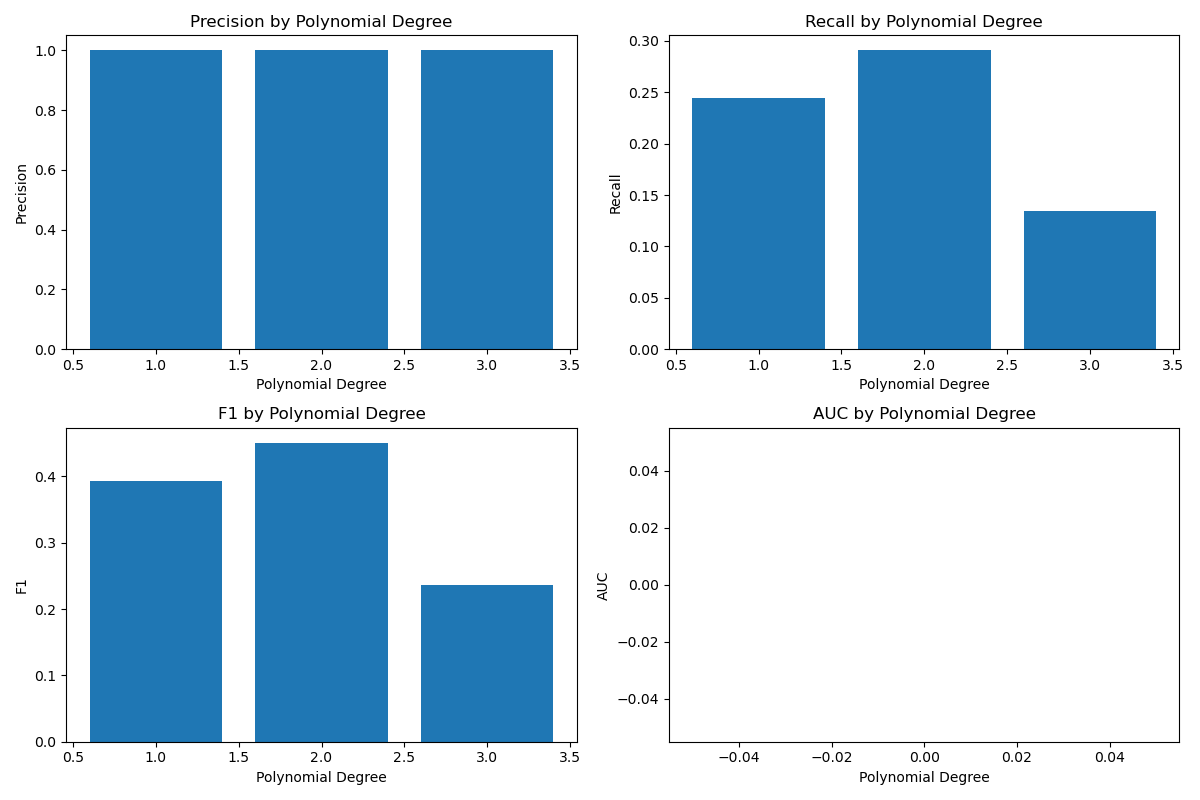 Precision by Polynomial Degree
1.0
0.8
0.6
0.4
0.2
0.0
Precision
0.5 1.0 1.5 2.0 2.5 3.0 3.5
Polynomial Degree
Recall by Polynomial Degree
0.30
0.25
0.20
0.15
0.10
0.05
0.00
Recall
0.5 1.0 1.5 2.0 2.5 3.0 3.5
Polynomial Degree
F1 by Polynomial Degree
0.4
0.3
0.2
0.1
0.0
F1
0.5 1.0 1.5 2.0 2.5 3.0 3.5
Polynomial Degree
AUC by Polynomial Degree
0.04
0.02
0.00
−0.02
−0.04
AUC
−0.04 −0.02 0.00 0.02 0.04
Polynomial Degree